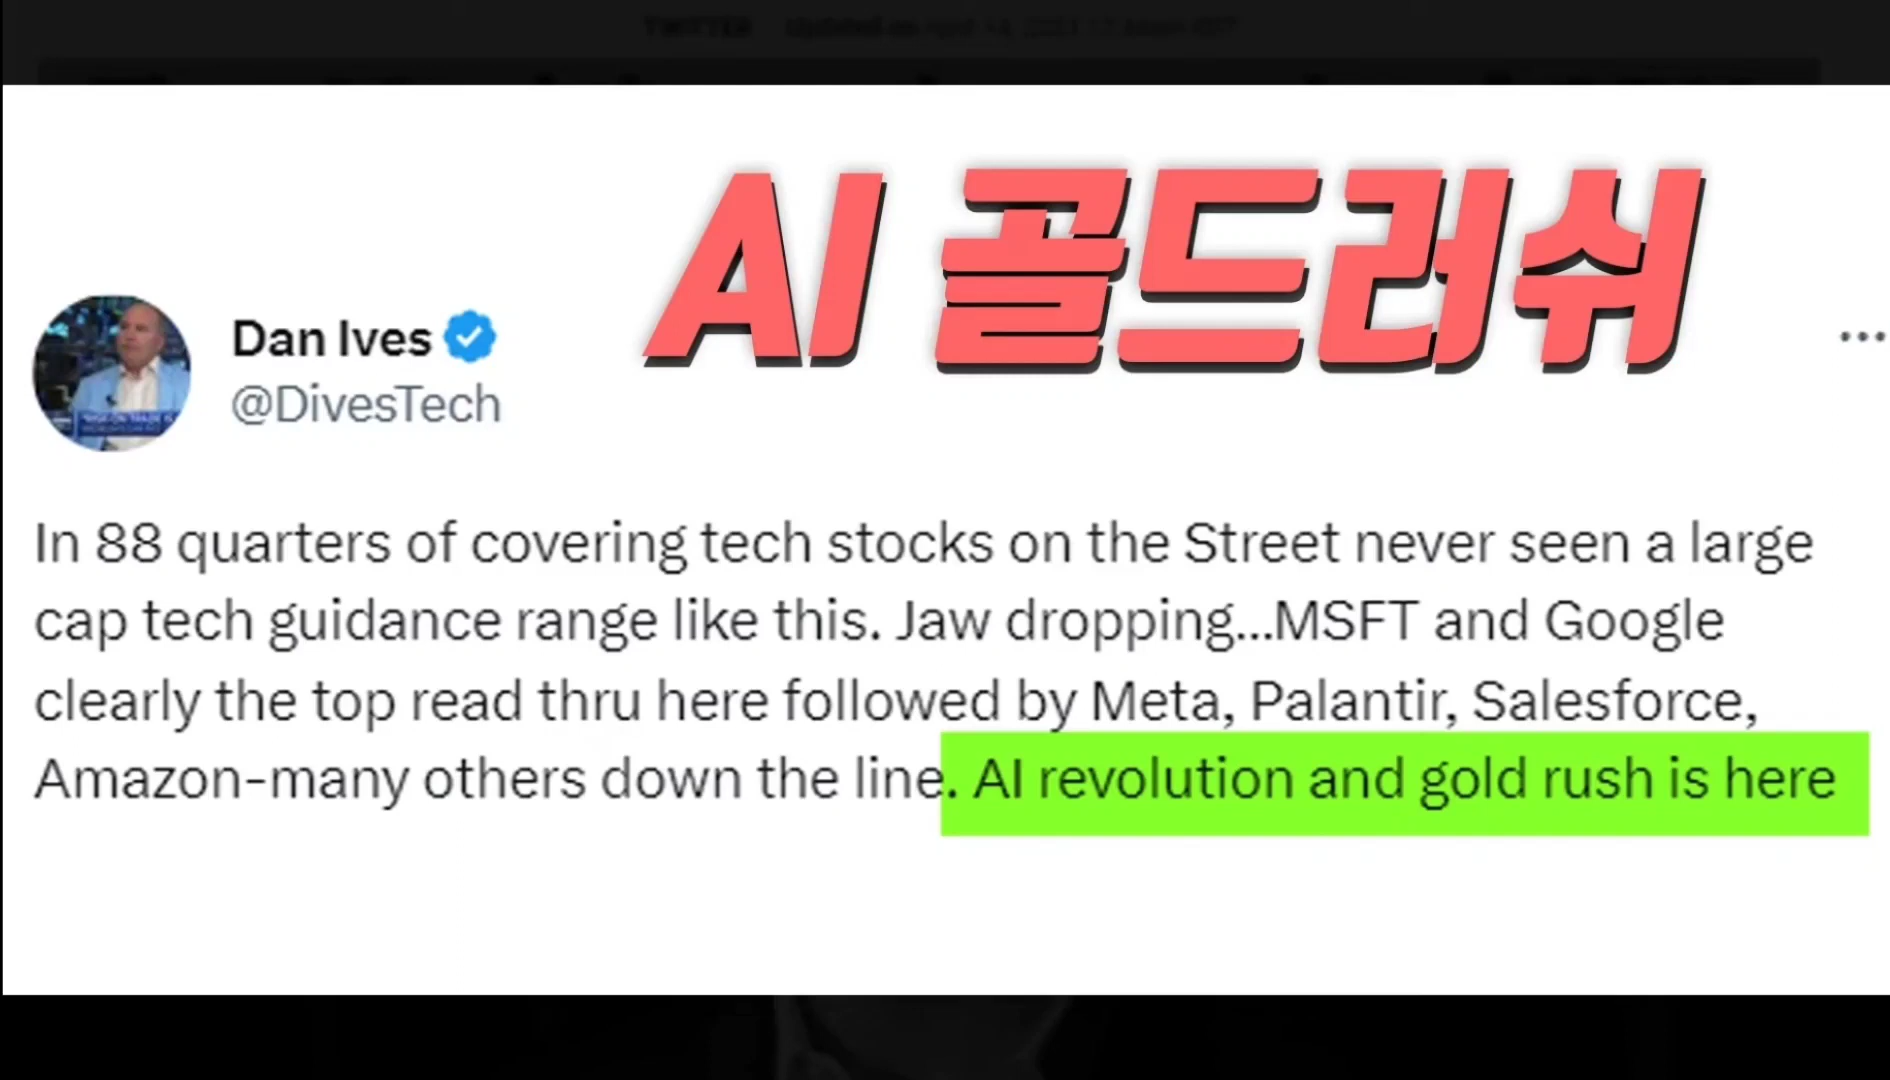 TWITTER
AI 골드러쉬
Dan Ives
@DivesTech
In 88 quarters of covering tech stocks on the Street never seen a large
cap tech guidance range like this. Jaw dropping...MSFT and Google
clearly the top read thru here followed by Meta, Palantir, Salesforce,
Amazon-many others down the line. AI revolution and gold rush is here